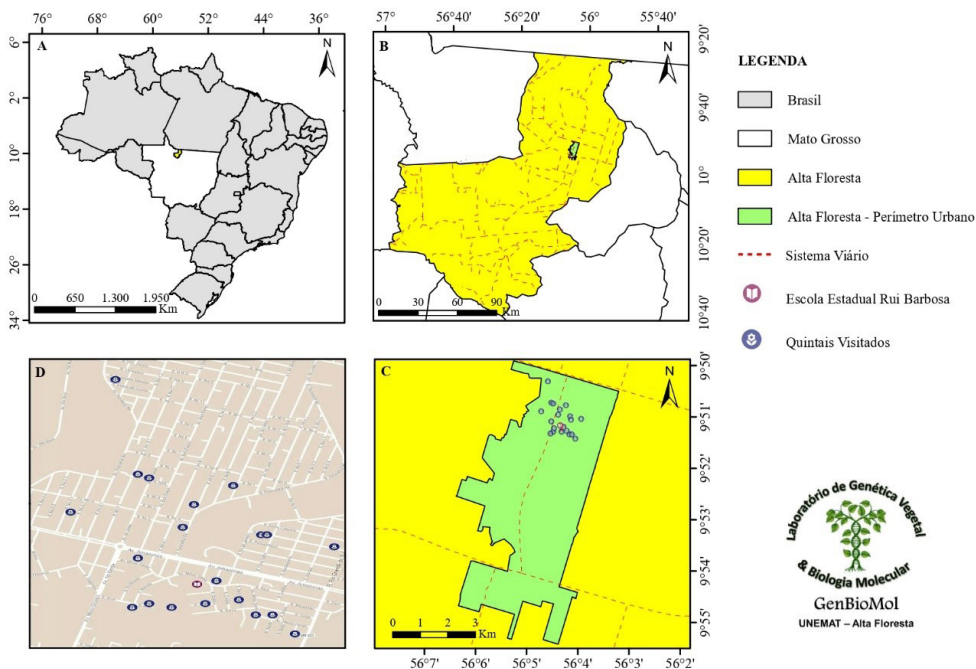 76° 68° 60° 52° 44° 36°
A
N
6°
2°
10°
18°
26°
34°
0 650 1.300 1.950
Km
57° 56°40' 56°20' 56° 55°40'
B
N
9°20'
9°40'
10°
10°20'
10°40'
0 30 60 90
Km
LEGENDA
Brasil
Mato Grosso
Alta Floresta
Alta Floresta - Perímetro Urbano
Sistema Viário
Escola Estadual Rui Barbosa
Quintais Visitados
D
C
N
9°50'
9°51'
9°52'
9°53'
9°54'
9°55'
0 1 2 3
Km
56°7' 56°6' 56°5' 56°4' 56°3' 56°2'
Laboratório de Genética Vegetal
& Biologia Molecular
GenBioMol
UNEMAT – Alta Floresta